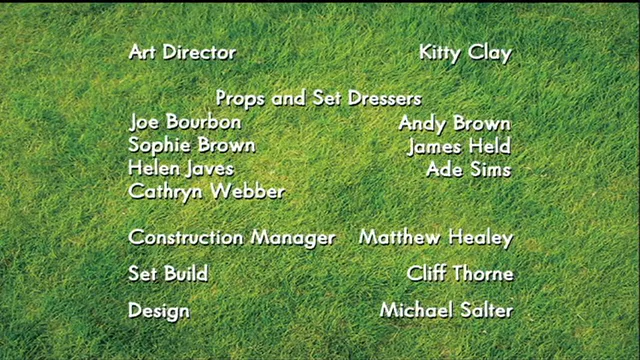 Art Director Kitty Clay
Props and Set Dressers
Joe Bourbon Andy Brown
Sophie Brown James Held
Helen Javes Ade Sims
Cathryn Webber
Construction Manager Matthew Healey
Set Build Cliff Thorne
Design Michael Salter